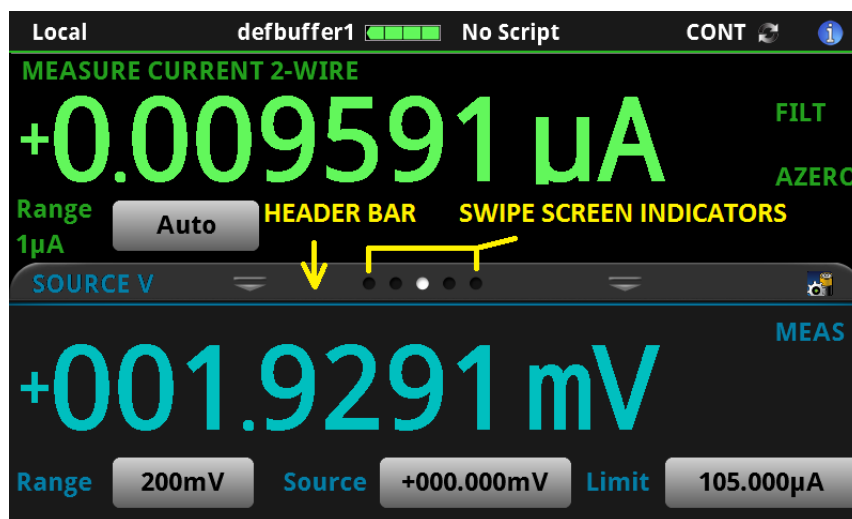 Local defbuffer1 No Script CONT i
MEASURE CURRENT 2-WIRE
+0.009591 µA
FILT
AZERO
Range Auto
1µA
HEADER BAR SWIPE SCREEN INDICATORS
SOURCE V
MEAS
+001.9291 mV
Range 200mV Source +000.000mV Limit 105.000µA